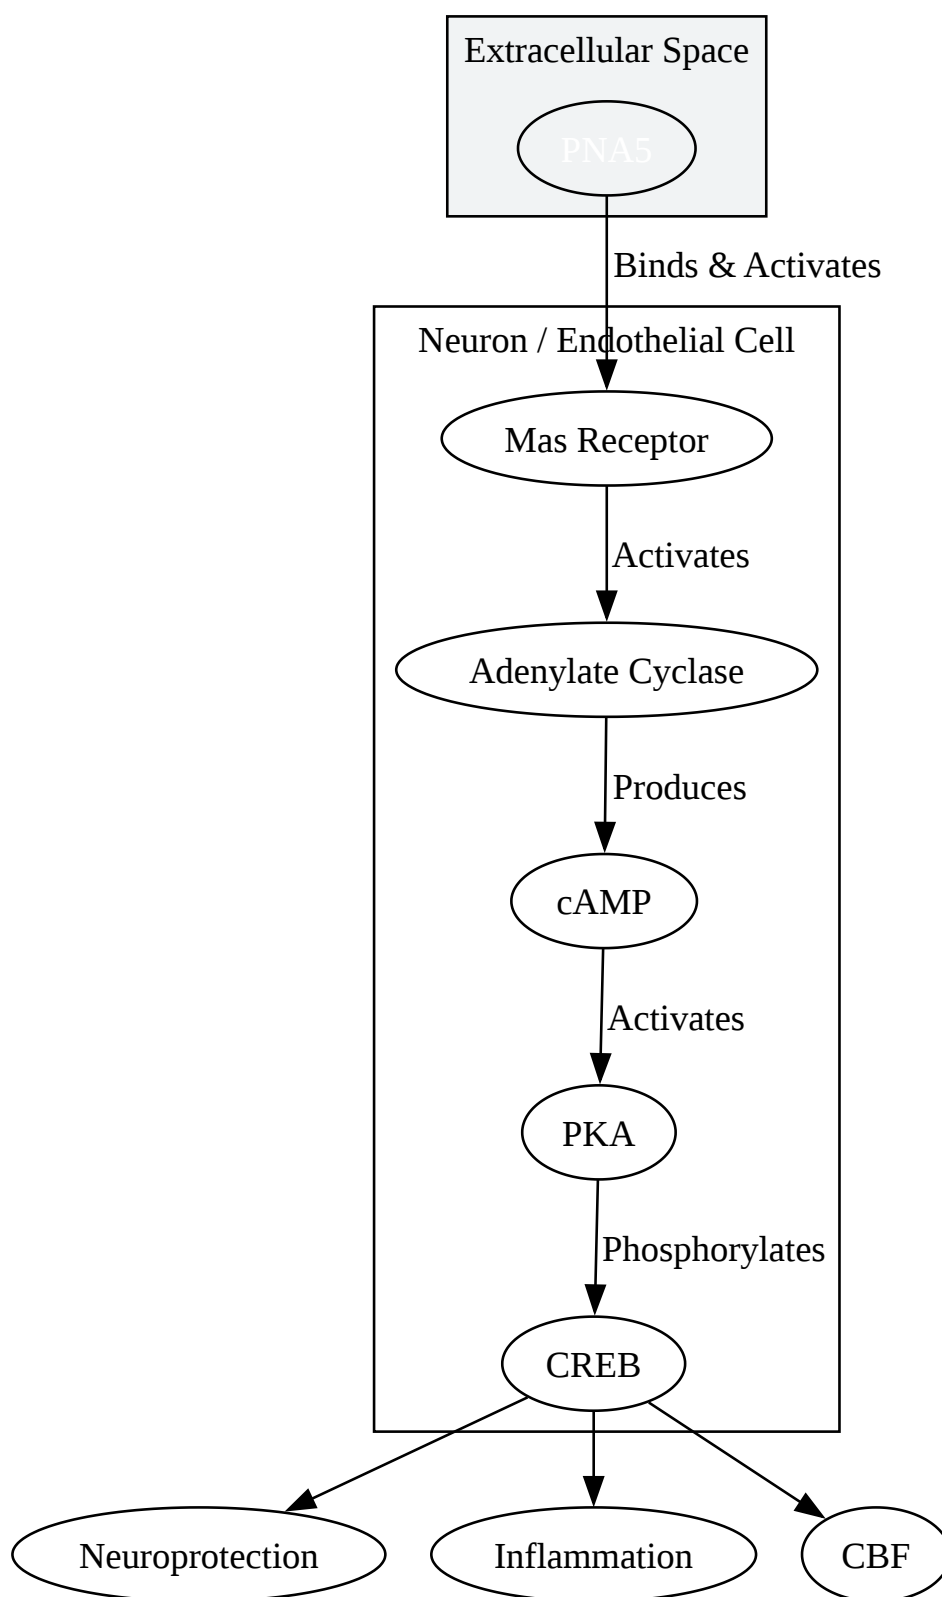 Extracellular Space
PNA5
Binds & Activates
Neuron / Endothelial Cell
Mas Receptor
Activates
Adenylate Cyclase
Produces
cAMP
Activates
PKA
Phosphorylates
CREB
Neuroprotection
Inflammation
CBF